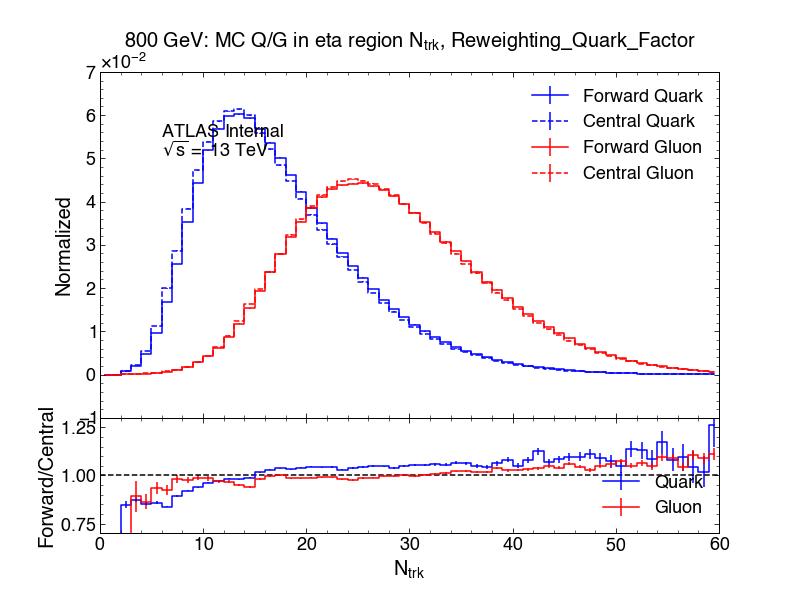 800 GeV: MC Q/G in eta region Ntrk, Reweighting_Quark_Factor
×10−2
7
6
5
4
3
2
1
0
−1
Normalized
ATLAS Internal
√s = 13 TeV
Forward Quark
Central Quark
Forward Gluon
Central Gluon
1.25
1.00
0.75
Forward/Central
Quark
Gluon
0 10 20 30 40 50 60
Ntrk